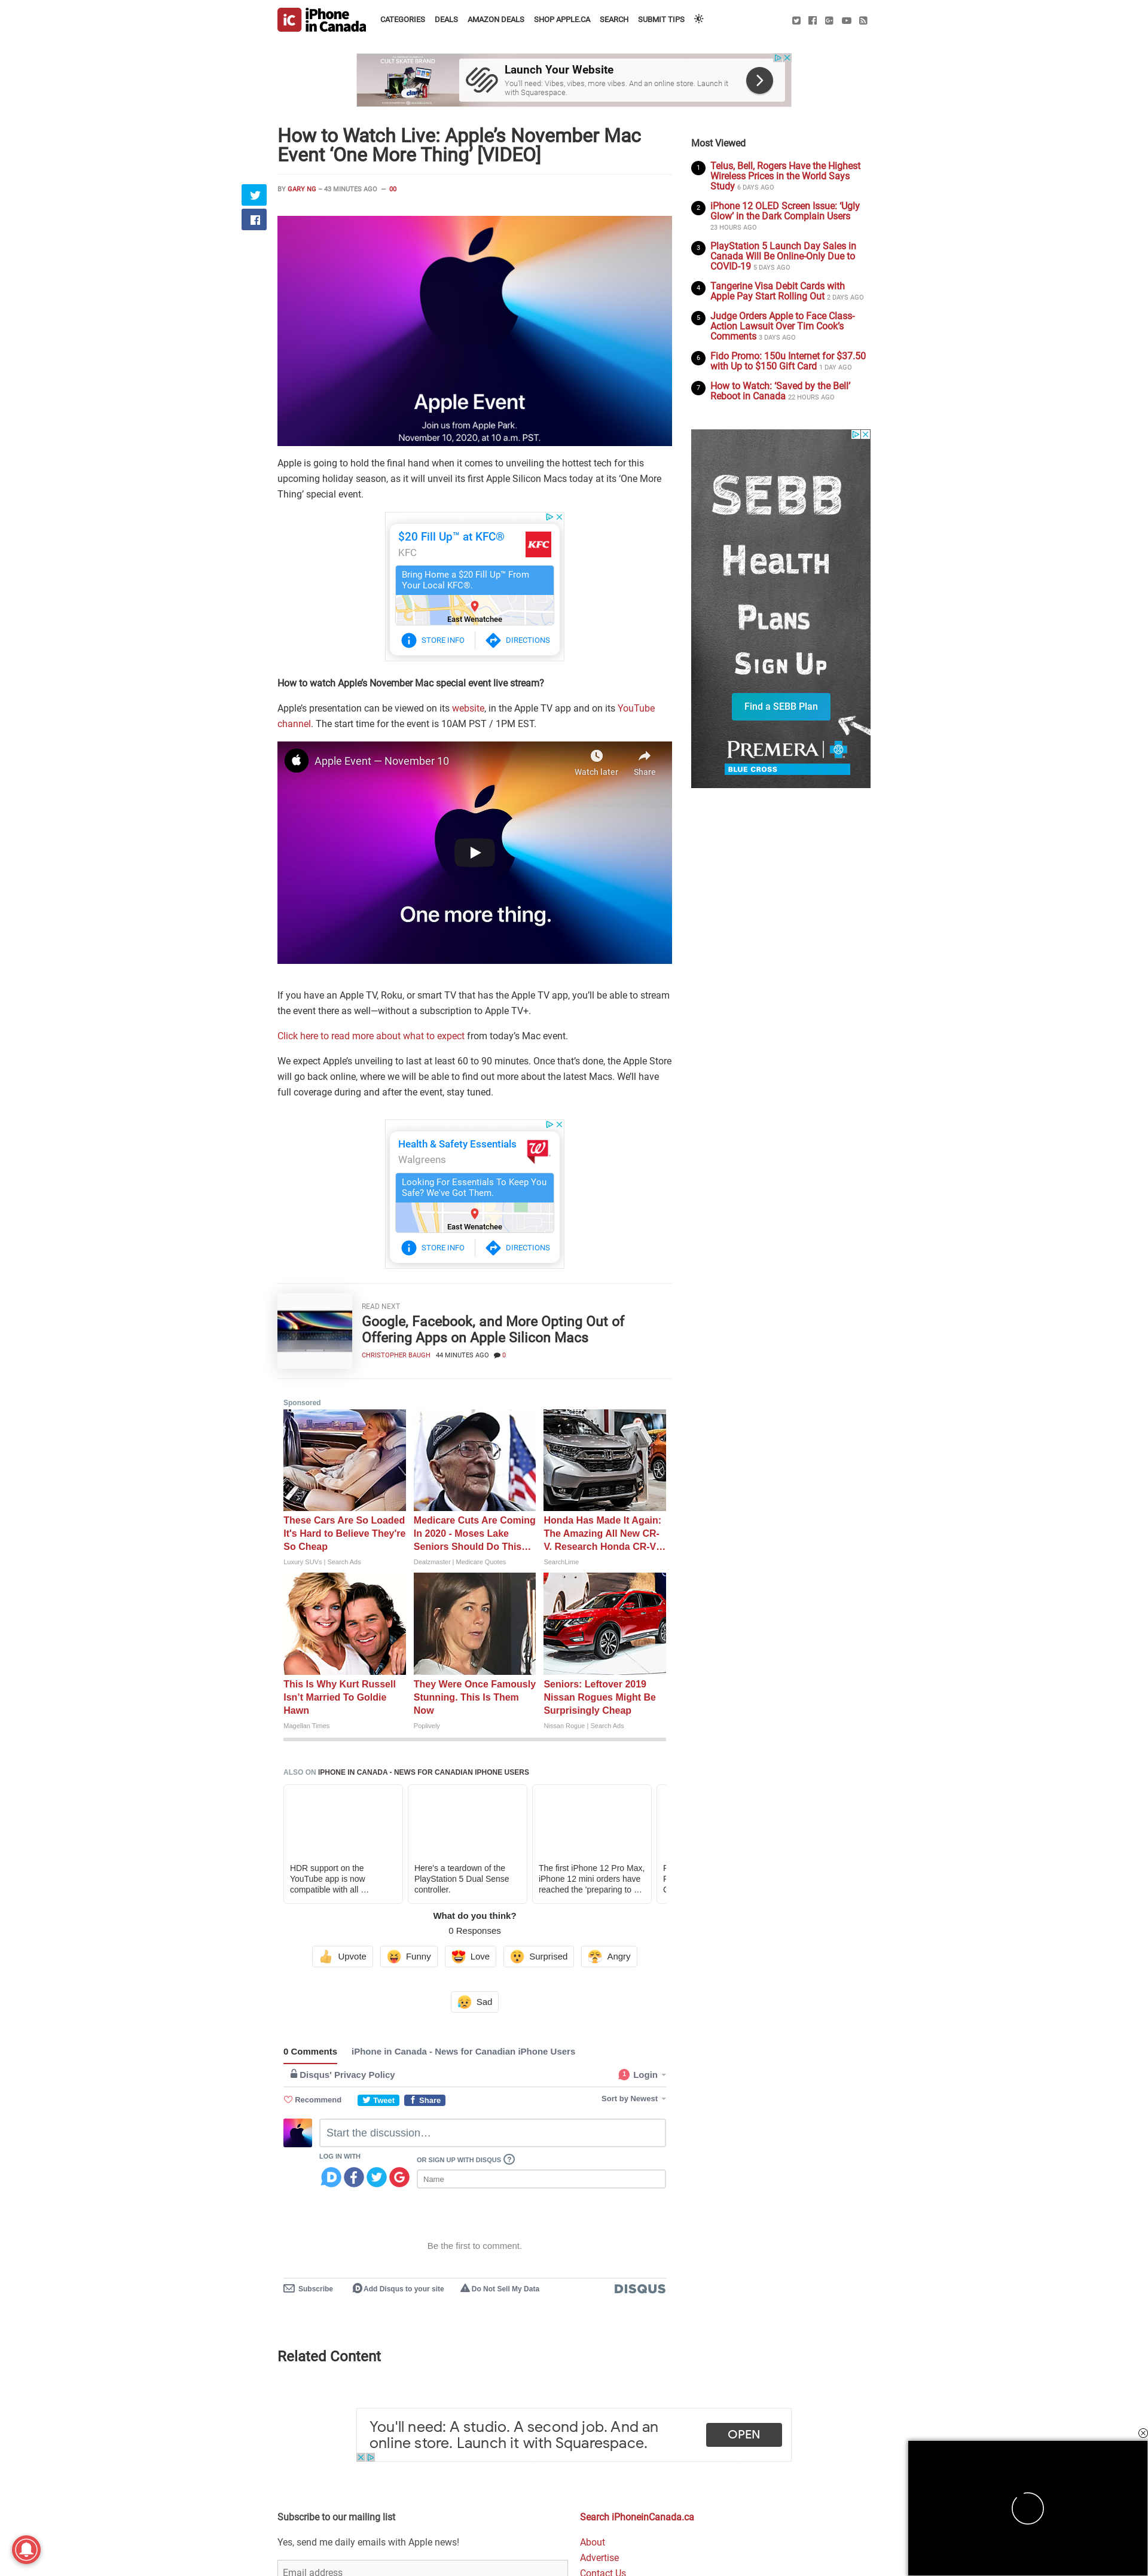 iC iPhone in Canada
CATEGORIES DEALS AMAZON DEALS SHOP APPLE.CA SEARCH SUBMIT TIPS
CULT SKATE BRAND
Launch Your Website
You'll need: Vibes, vibes, more vibes. And an online store. Launch it
with Squarespace.
How to Watch Live: Apple’s November Mac
Event ‘One More Thing’ [VIDEO]
BY GARY NG – 43 MINUTES AGO — 00
Apple Event
Join us from Apple Park.
November 10, 2020, at 10 a.m. PST.
Apple is going to hold the final hand when it comes to unveiling the hottest tech for this
upcoming holiday season, as it will unveil its first Apple Silicon Macs today at its ‘One More
Thing’ special event.
$20 Fill Up™ at KFC®
KFC
KFC
Bring Home a $20 Fill Up™ From
Your Local KFC®.
East Wenatchee
STORE INFO DIRECTIONS
How to watch Apple’s November Mac special event live stream?
Apple’s presentation can be viewed on its website, in the Apple TV app and on its YouTube
channel. The start time for the event is 10AM PST / 1PM EST.
Apple Event — November 10
Watch later Share
One more thing.
If you have an Apple TV, Roku, or smart TV that has the Apple TV app, you’ll be able to stream
the event there as well—without a subscription to Apple TV+.
Click here to read more about what to expect from today’s Mac event.
We expect Apple’s unveiling to last at least 60 to 90 minutes. Once that’s done, the Apple Store
will go back online, where we will be able to find out more about the latest Macs. We’ll have
full coverage during and after the event, stay tuned.
Health & Safety Essentials
Walgreens
Looking For Essentials To Keep You
Safe? We've Got Them.
East Wenatchee
STORE INFO DIRECTIONS
READ NEXT
Google, Facebook, and More Opting Out of
Offering Apps on Apple Silicon Macs
CHRISTOPHER BAUGH 44 MINUTES AGO 0
Sponsored
These Cars Are So Loaded
It's Hard to Believe They're
So Cheap
Luxury SUVs | Search Ads
Medicare Cuts Are Coming
In 2020 - Moses Lake
Seniors Should Do This…
Dealzmaster | Medicare Quotes
Honda Has Made It Again:
The Amazing All New CR-
V. Research Honda CR-V…
SearchLime
This Is Why Kurt Russell
Isn’t Married To Goldie
Hawn
Magellan Times
They Were Once Famously
Stunning. This Is Them
Now
Poplively
Seniors: Leftover 2019
Nissan Rogues Might Be
Surprisingly Cheap
Nissan Rogue | Search Ads
ALSO ON IPHONE IN CANADA - NEWS FOR CANADIAN IPHONE USERS
HDR support on the
YouTube app is now
compatible with all …
Here's a teardown of the
PlayStation 5 Dual Sense
controller.
The first iPhone 12 Pro Max,
iPhone 12 mini orders have
reached the 'preparing to …
What do you think?
0 Responses
Upvote Funny Love Surprised Angry
Sad
0 Comments iPhone in Canada - News for Canadian iPhone Users
Disqus' Privacy Policy 1 Login
Recommend Tweet Share Sort by Newest
Start the discussion…
LOG IN WITH
OR SIGN UP WITH DISQUS ?
Name
Be the first to comment.
Subscribe Add Disqus to your site Do Not Sell My Data DISQUS
Related Content
Most Viewed
1 Telus, Bell, Rogers Have the Highest
Wireless Prices in the World Says
Study 6 DAYS AGO
2 iPhone 12 OLED Screen Issue: ‘Ugly
Glow’ in the Dark Complain Users
23 HOURS AGO
3 PlayStation 5 Launch Day Sales in
Canada Will Be Online-Only Due to
COVID-19 5 DAYS AGO
4 Tangerine Visa Debit Cards with
Apple Pay Start Rolling Out 2 DAYS AGO
5 Judge Orders Apple to Face Class-
Action Lawsuit Over Tim Cook’s
Comments 3 DAYS AGO
6 Fido Promo: 150u Internet for $37.50
with Up to $150 Gift Card 1 DAY AGO
7 How to Watch: ‘Saved by the Bell’
Reboot in Canada 22 HOURS AGO
SEBB
Health
Plans
Sign Up
Find a SEBB Plan
PREMERA
BLUE CROSS
You'll need: A studio. A second job. And an
online store. Launch it with Squarespace.
OPEN
Subscribe to our mailing list
Yes, send me daily emails with Apple news!
Email address
Search iPhoneinCanada.ca
About
Advertise
Contact Us